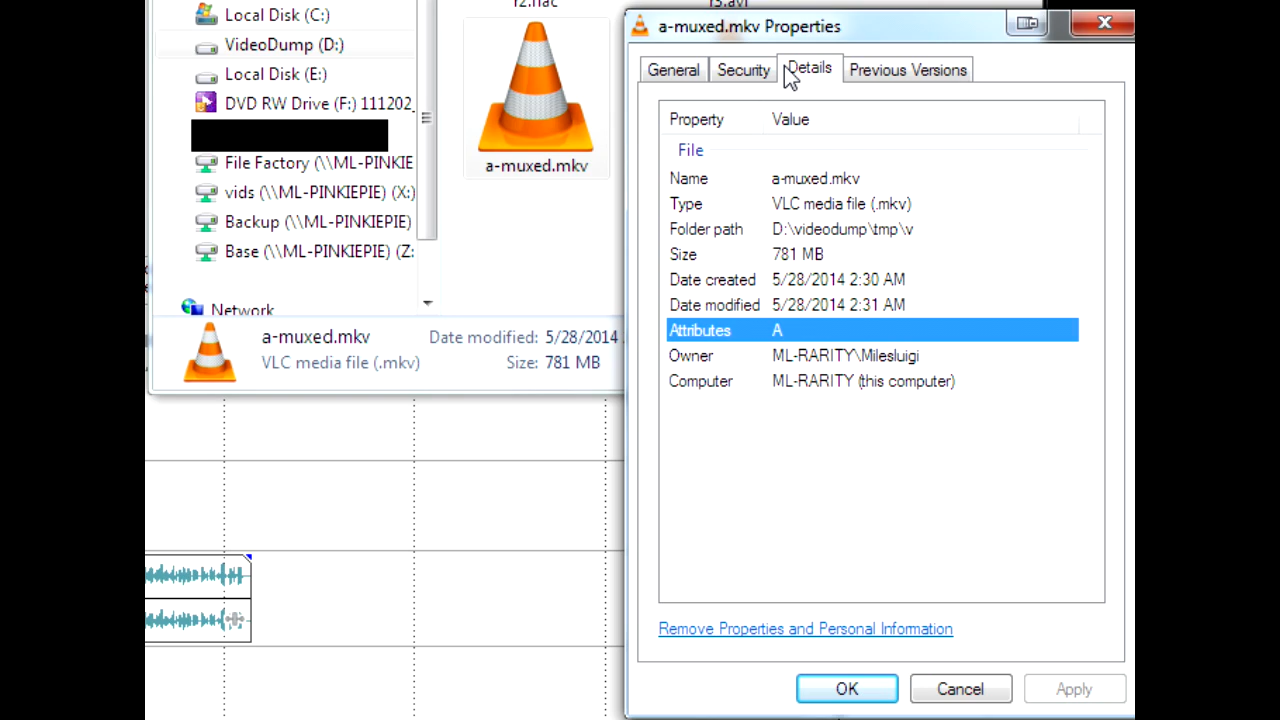 r2.flac
r3.avi
Local Disk (C:)
VideoDump (D:)
Local Disk (E:)
DVD RW Drive (F:) 111202_
File Factory (\\ML-PINKIE
vids (\\ML-PINKIEPIE) (X:)
Backup (\\ML-PINKIEPIE)
Base (\\ML-PINKIEPIE) (Z:
Network
a-muxed.mkv
a-muxed.mkv
VLC media file (.mkv)
Date modified: 5/28/2014
Size: 781 MB
a-muxed.mkv Properties
General
Security
Details
Previous Versions
Property Value
File
Name a-muxed.mkv
Type VLC media file (.mkv)
Folder path D:\videodump\tmp\v
Size 781 MB
Date created 5/28/2014 2:30 AM
Date modified 5/28/2014 2:31 AM
Attributes A
Owner ML-RARITY\Milesluigi
Computer ML-RARITY (this computer)
Remove Properties and Personal Information
OK
Cancel
Apply